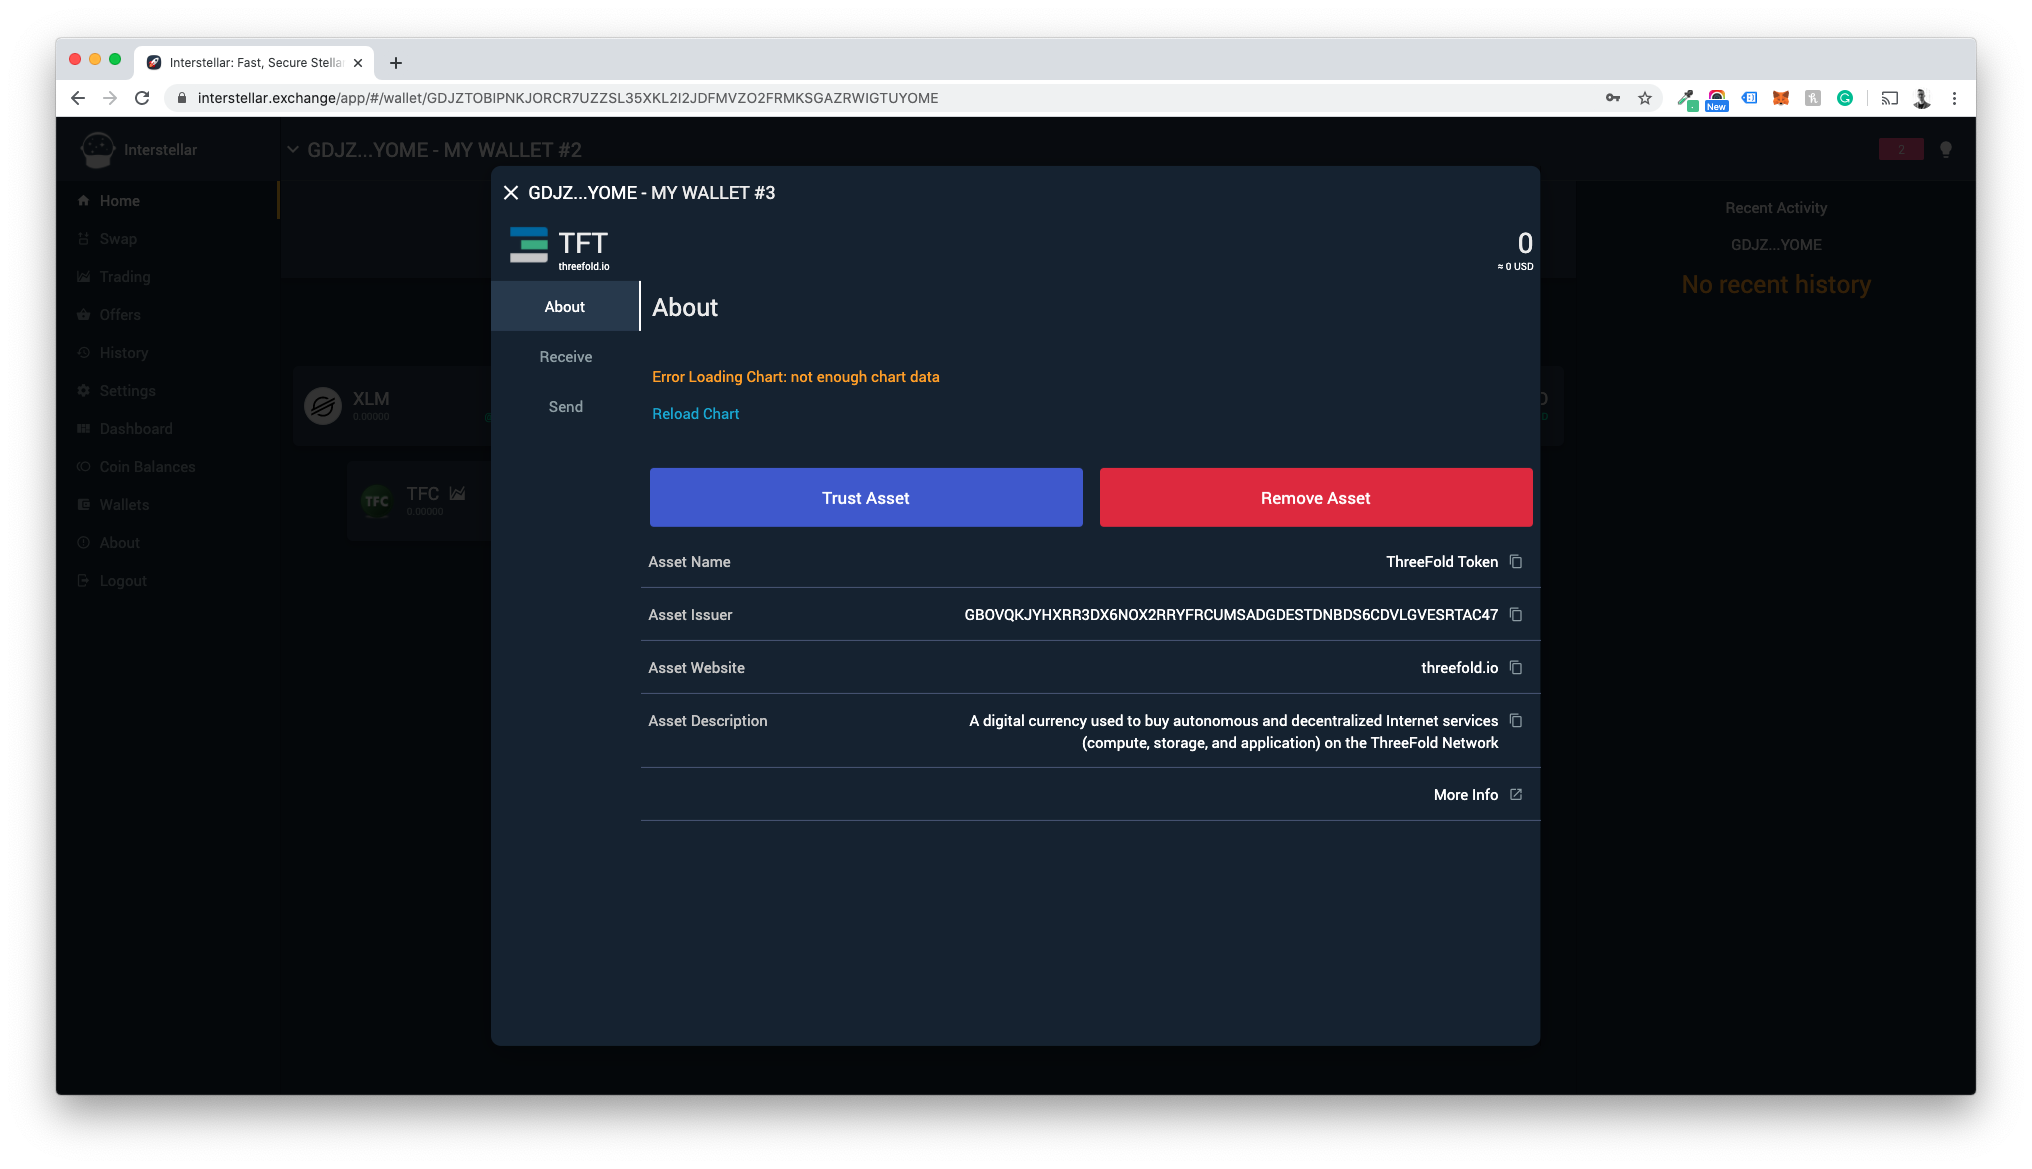 Interstellar: Fast, Secure Stella
interstellar.exchange/app/#/wallet/GDJZTOBIPNKJORCR7UZZSL35XKL2I2JDFMVZO2FRMKSGAZRWIGTUYOME
New
Interstellar
GDJZ...YOME - MY WALLET #2
2
Home
Swap
Trading
Offers
History
Settings
Dashboard
Coin Balances
Wallets
About
Logout
XLM
0.00000
TFC
TFC
0.00000
Recent Activity
GDJZ...YOME
No recent history
GDJZ...YOME - MY WALLET #3
TFT
threefold.io
0
≈ 0 USD
About
Receive
Send
About
Error Loading Chart: not enough chart data
Reload Chart
Trust Asset
Remove Asset
Asset Name
ThreeFold Token
Asset Issuer
GBOVQKJYHXRR3DX6NOX2RRYFRCUMSADGDESTDNBDS6CDVLGVESRTAC47
Asset Website
threefold.io
Asset Description
A digital currency used to buy autonomous and decentralized Internet services
(compute, storage, and application) on the ThreeFold Network
More Info